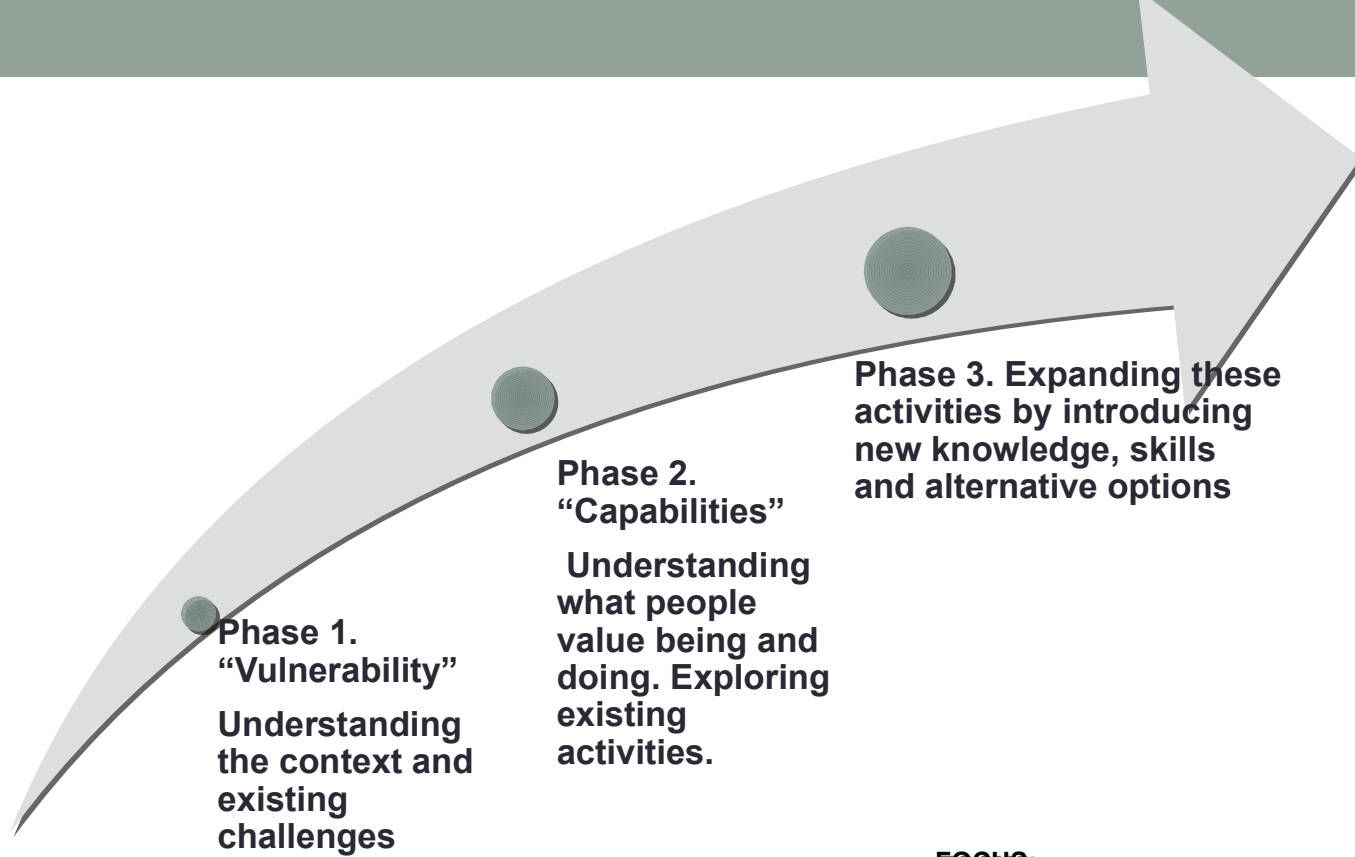 Phase 1.
“Vulnerability”
Understanding
the context and
existing
challenges
Phase 2.
“Capabilities”
Understanding
what people
value being and
doing. Exploring
existing
activities.
Phase 3. Expanding these
activities by introducing
new knowledge, skills
and alternative options
FOCUS: